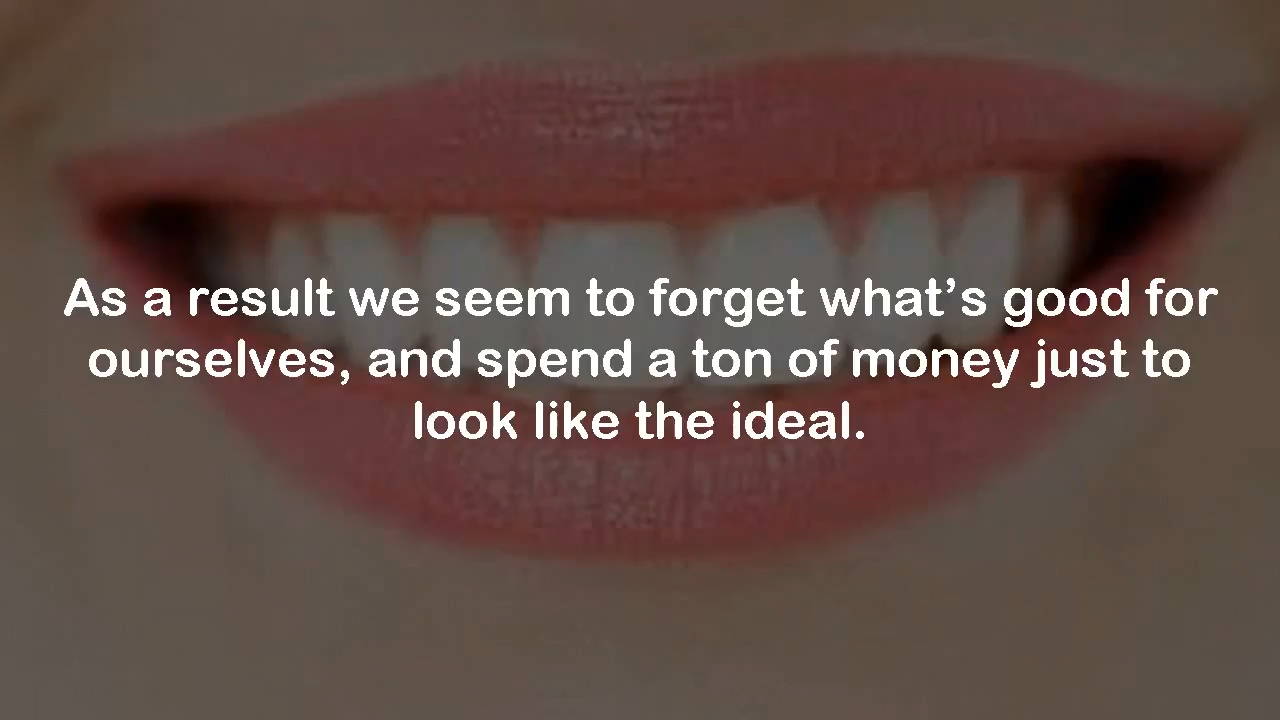 As a result we seem to forget what’s good for
ourselves, and spend a ton of money just to
look like the ideal.